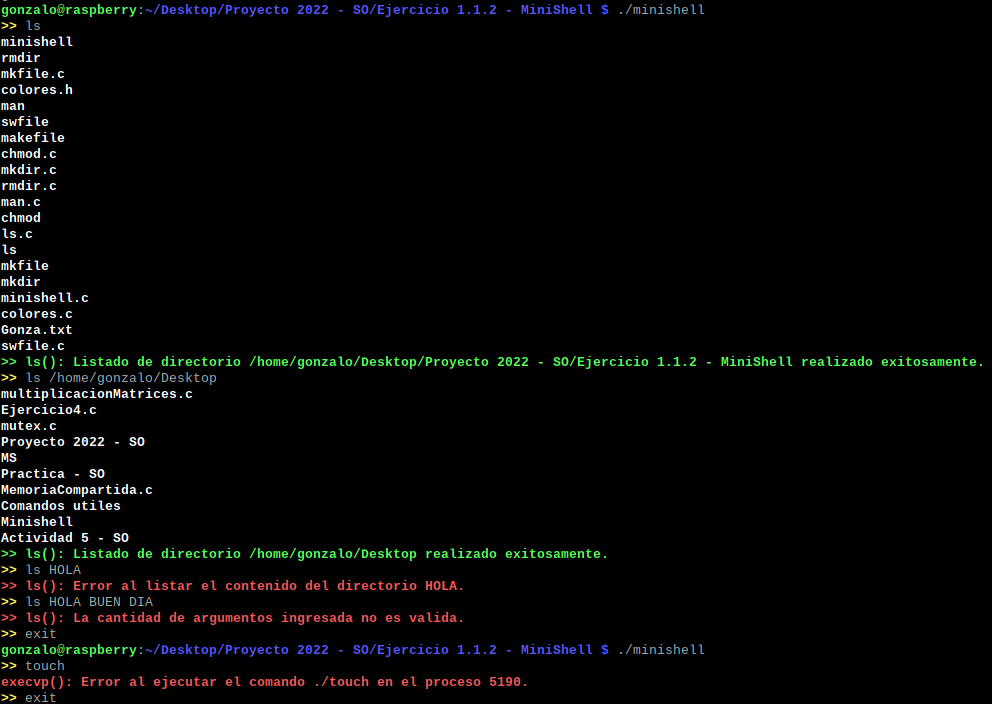 gonzalo@raspberry:~/Desktop/Proyecto 2022 - SO/Ejercicio 1.1.2 - MiniShell $ ./minishell
>> ls
minishell
rmdir
mkfile.c
colores.h
man
swfile
makefile
chmod.c
mkdir.c
rmdir.c
man.c
chmod
ls.c
ls
mkfile
mkdir
minishell.c
colores.c
Gonza.txt
swfile.c
>> ls(): Listado de directorio /home/gonzalo/Desktop/Proyecto 2022 - SO/Ejercicio 1.1.2 - MiniShell realizado exitosamente.
>> ls /home/gonzalo/Desktop
multiplicacionMatrices.c
Ejercicio4.c
mutex.c
Proyecto 2022 - SO
MS
Practica - SO
MemoriaCompartida.c
Comandos utiles
Minishell
Actividad 5 - SO
>> ls(): Listado de directorio /home/gonzalo/Desktop realizado exitosamente.
>> ls HOLA
>> ls(): Error al listar el contenido del directorio HOLA.
>> ls HOLA BUEN DIA
>> ls(): La cantidad de argumentos ingresada no es valida.
>> exit
gonzalo@raspberry:~/Desktop/Proyecto 2022 - SO/Ejercicio 1.1.2 - MiniShell $ ./minishell
>> touch
execvp(): Error al ejecutar el comando ./touch en el proceso 5190.
>> exit